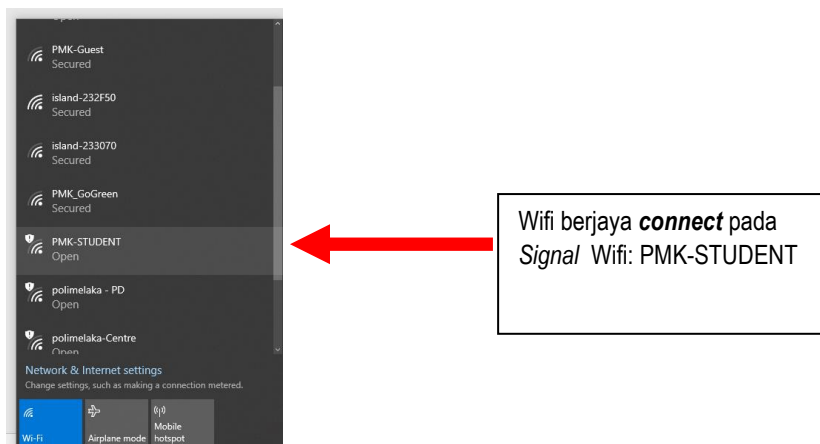 Open
PMK-Guest
Secured
island-232F50
Secured
island-233070
Secured
PMK_GoGreen
Secured
PMK-STUDENT
Open
polimelaka - PD
Open
polimelaka-Centre
Open
Network & Internet settings
Change settings, such as making a connection metered.
Wi-Fi
Airplane mode
Mobile
hotspot
Wifi berjaya connect pada
Signal Wifi: PMK-STUDENT